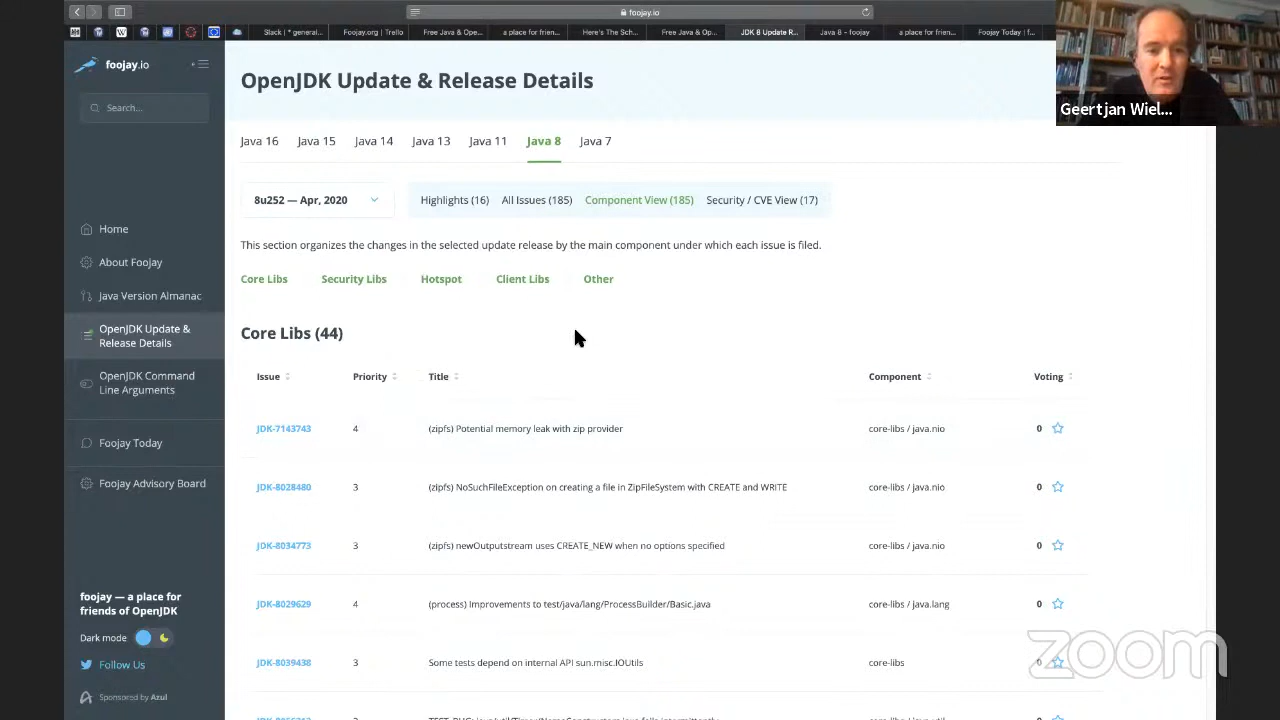 foojay.io
Slack | * general...
Foojay.org | Trello
Free Java & Ope...
a place for frien...
Here's The Sch...
Free Java & Op...
JDK 8 Update R...
Java 8 - foojay
a place for frien...
Foojay Today | f...
foojay.io
Search...
Home
About Foojay
Java Version Almanac
OpenJDK Update &
Release Details
OpenJDK Command
Line Arguments
Foojay Today
Foojay Advisory Board
foojay — a place for
friends of OpenJDK
Dark mode
Follow Us
Sponsored by Azul
OpenJDK Update & Release Details
Java 16 Java 15 Java 14 Java 13 Java 11 Java 8 Java 7
8u252 — Apr, 2020
Highlights (16) All Issues (185) Component View (185) Security / CVE View (17)
This section organizes the changes in the selected update release by the main component under which each issue is filed.
Core Libs Security Libs Hotspot Client Libs Other
Core Libs (44)
Issue Priority Title Component Voting
JDK-7143743 4 (zipfs) Potential memory leak with zip provider core-libs / java.nio 0
JDK-8028480 3 (zipfs) NoSuchFileException on creating a file in ZipFileSystem with CREATE and WRITE core-libs / java.nio 0
JDK-8034773 3 (zipfs) newOutputstream uses CREATE_NEW when no options specified core-libs / java.nio 0
JDK-8029629 4 (process) Improvements to test/java/lang/ProcessBuilder/Basic.java core-libs / java.lang 0
JDK-8039438 3 Some tests depend on internal API sun.misc.IOUtils core-libs 0
Geertjan Wiel...
zoom